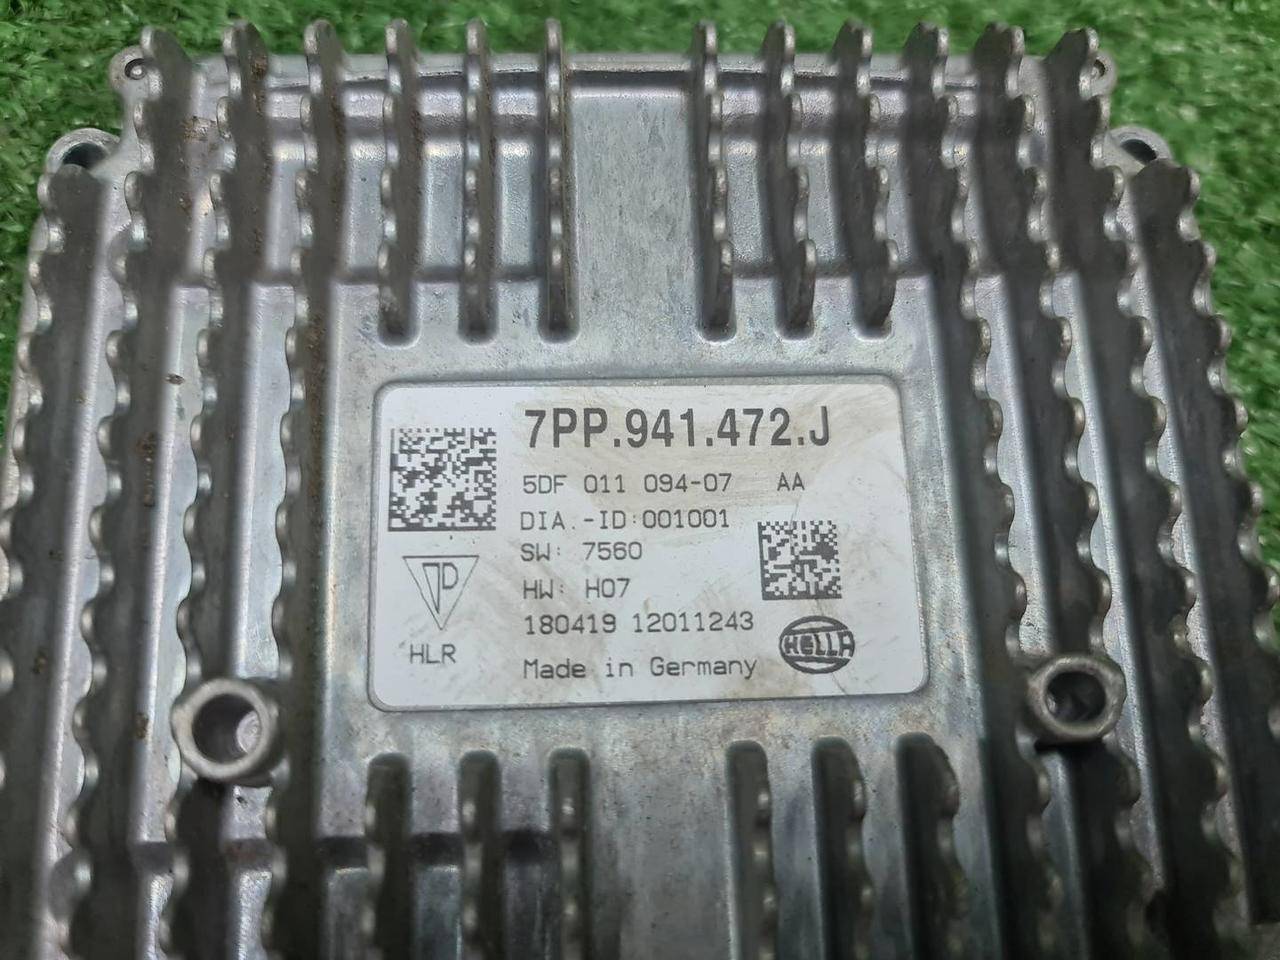 7PP.941.472.J
5DF 011 094-07 AA
DIA.-ID:001001
SW: 7560
HW: H07
180419 12011243
Made in Germany
HLR
HELLA